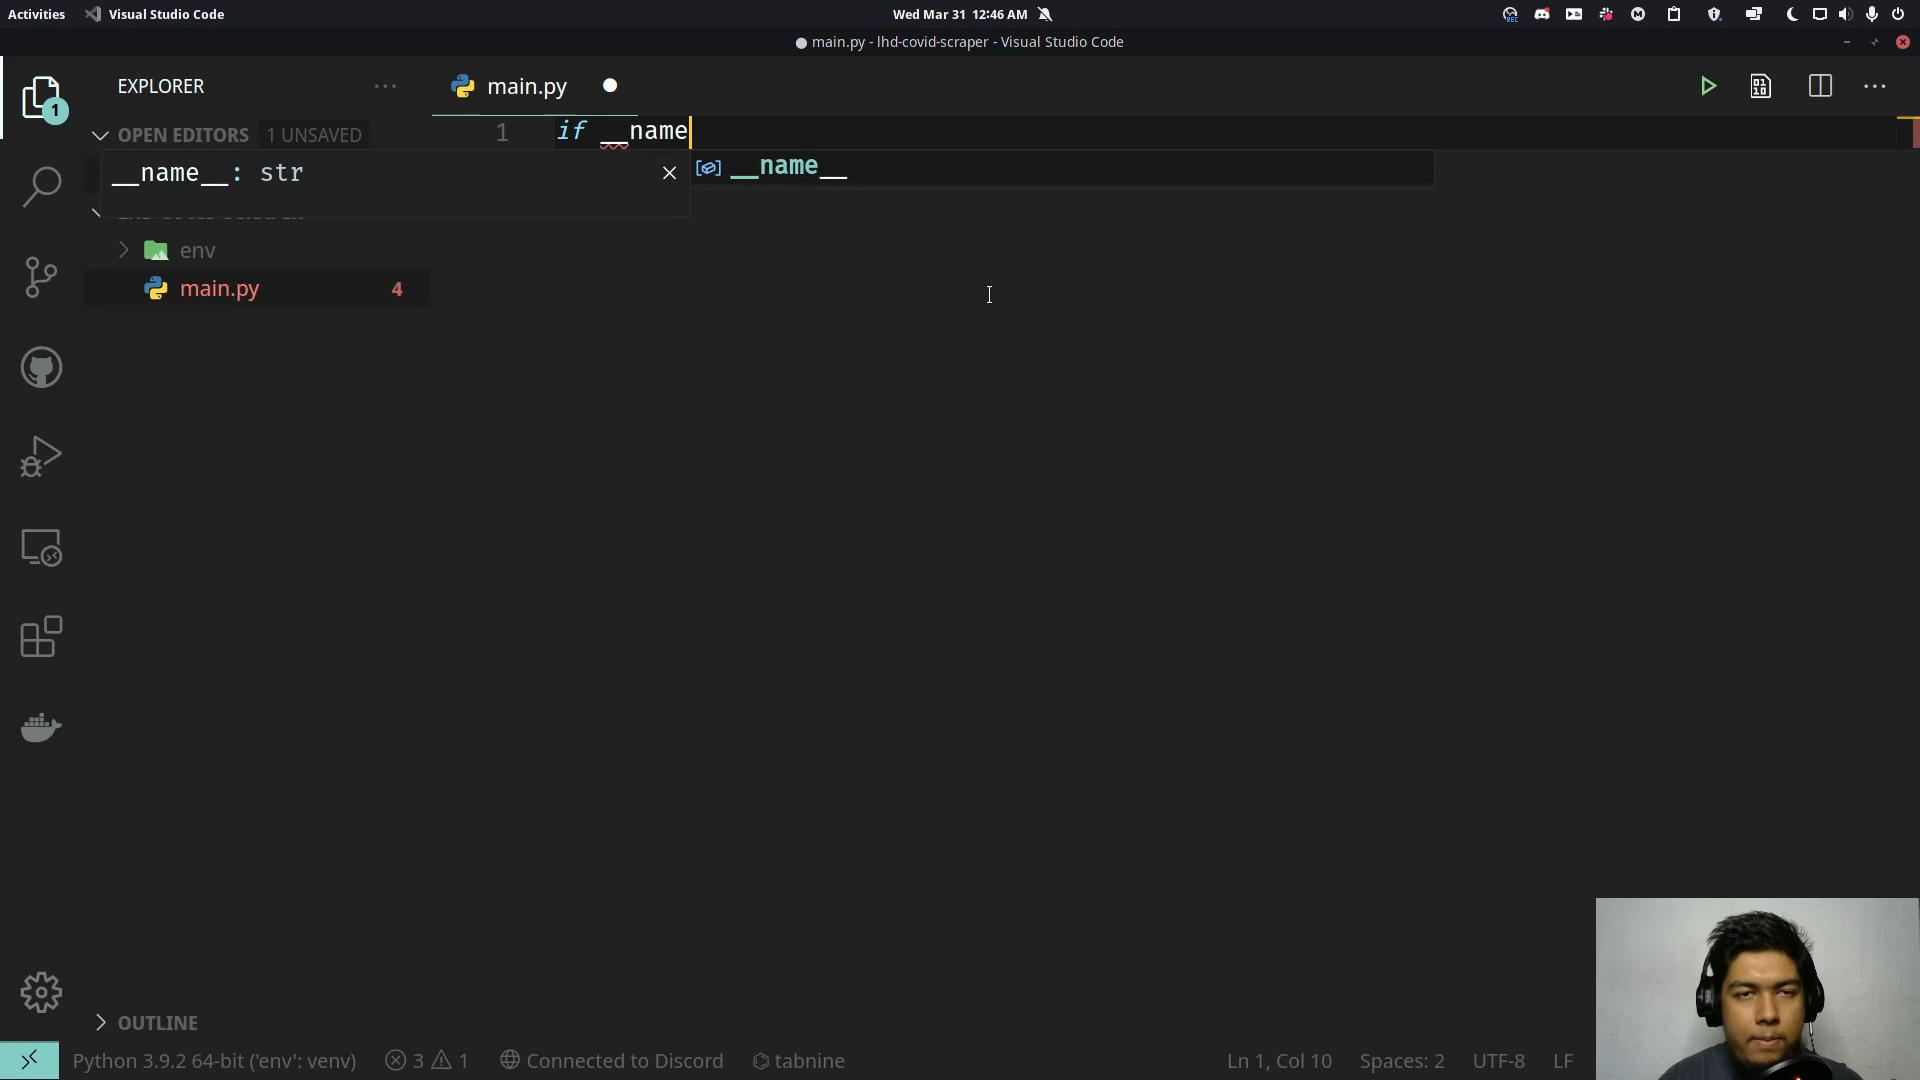 Activities
Visual Studio Code
Wed Mar 31 12:46 AM
REC
main.py - lhd-covid-scraper - Visual Studio Code
EXPLORER
main.py
1
OPEN EDITORS 1 UNSAVED
1 if __name
__name__: str
__name__
env
main.py 4
OUTLINE
Python 3.9.2 64-bit ('env': venv)
3
1
Connected to Discord
tabnine
Ln 1, Col 10
Spaces: 2
UTF-8
LF